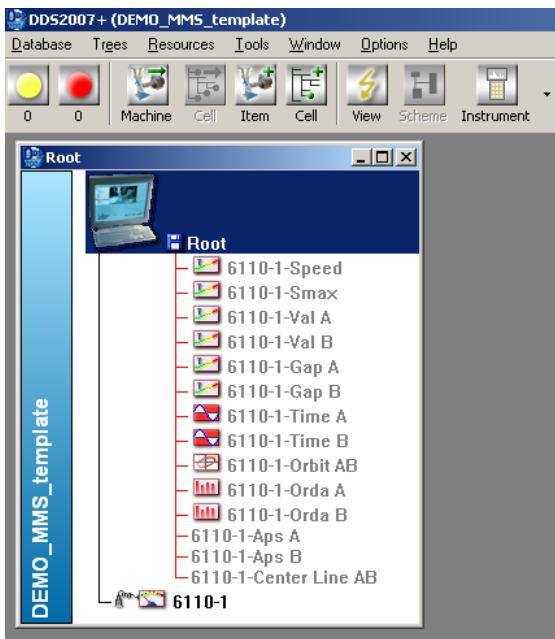 DDS2007+ (DEMO_MMS_template)
Database Trees Resources Tools Window Options Help
0 0 Machine Cell Item Cell View Scheme Instrument
Root
Root
6110-1-Speed
6110-1-Smax
6110-1-Val A
6110-1-Val B
6110-1-Gap A
6110-1-Gap B
6110-1-Time A
6110-1-Time B
6110-1-Orbit AB
6110-1-Orda A
6110-1-Orda B
6110-1-Aps A
6110-1-Aps B
6110-1-Center Line AB
6110-1
DEMO_MMS_template